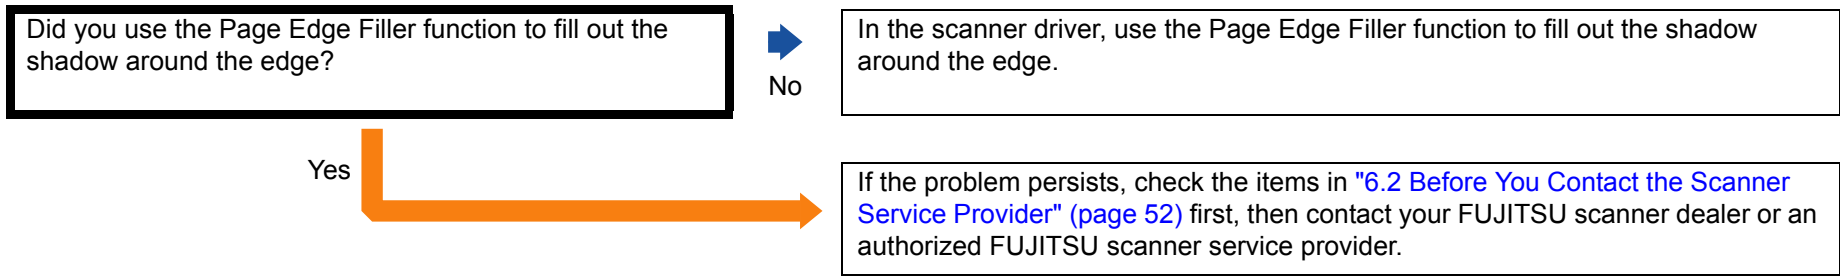 Did you use the Page Edge Filler function to fill out the
shadow around the edge?
No
In the scanner driver, use the Page Edge Filler function to fill out the shadow
around the edge.
Yes
If the problem persists, check the items in "6.2 Before You Contact the Scanner
Service Provider" (page 52) first, then contact your FUJITSU scanner dealer or an
authorized FUJITSU scanner service provider.